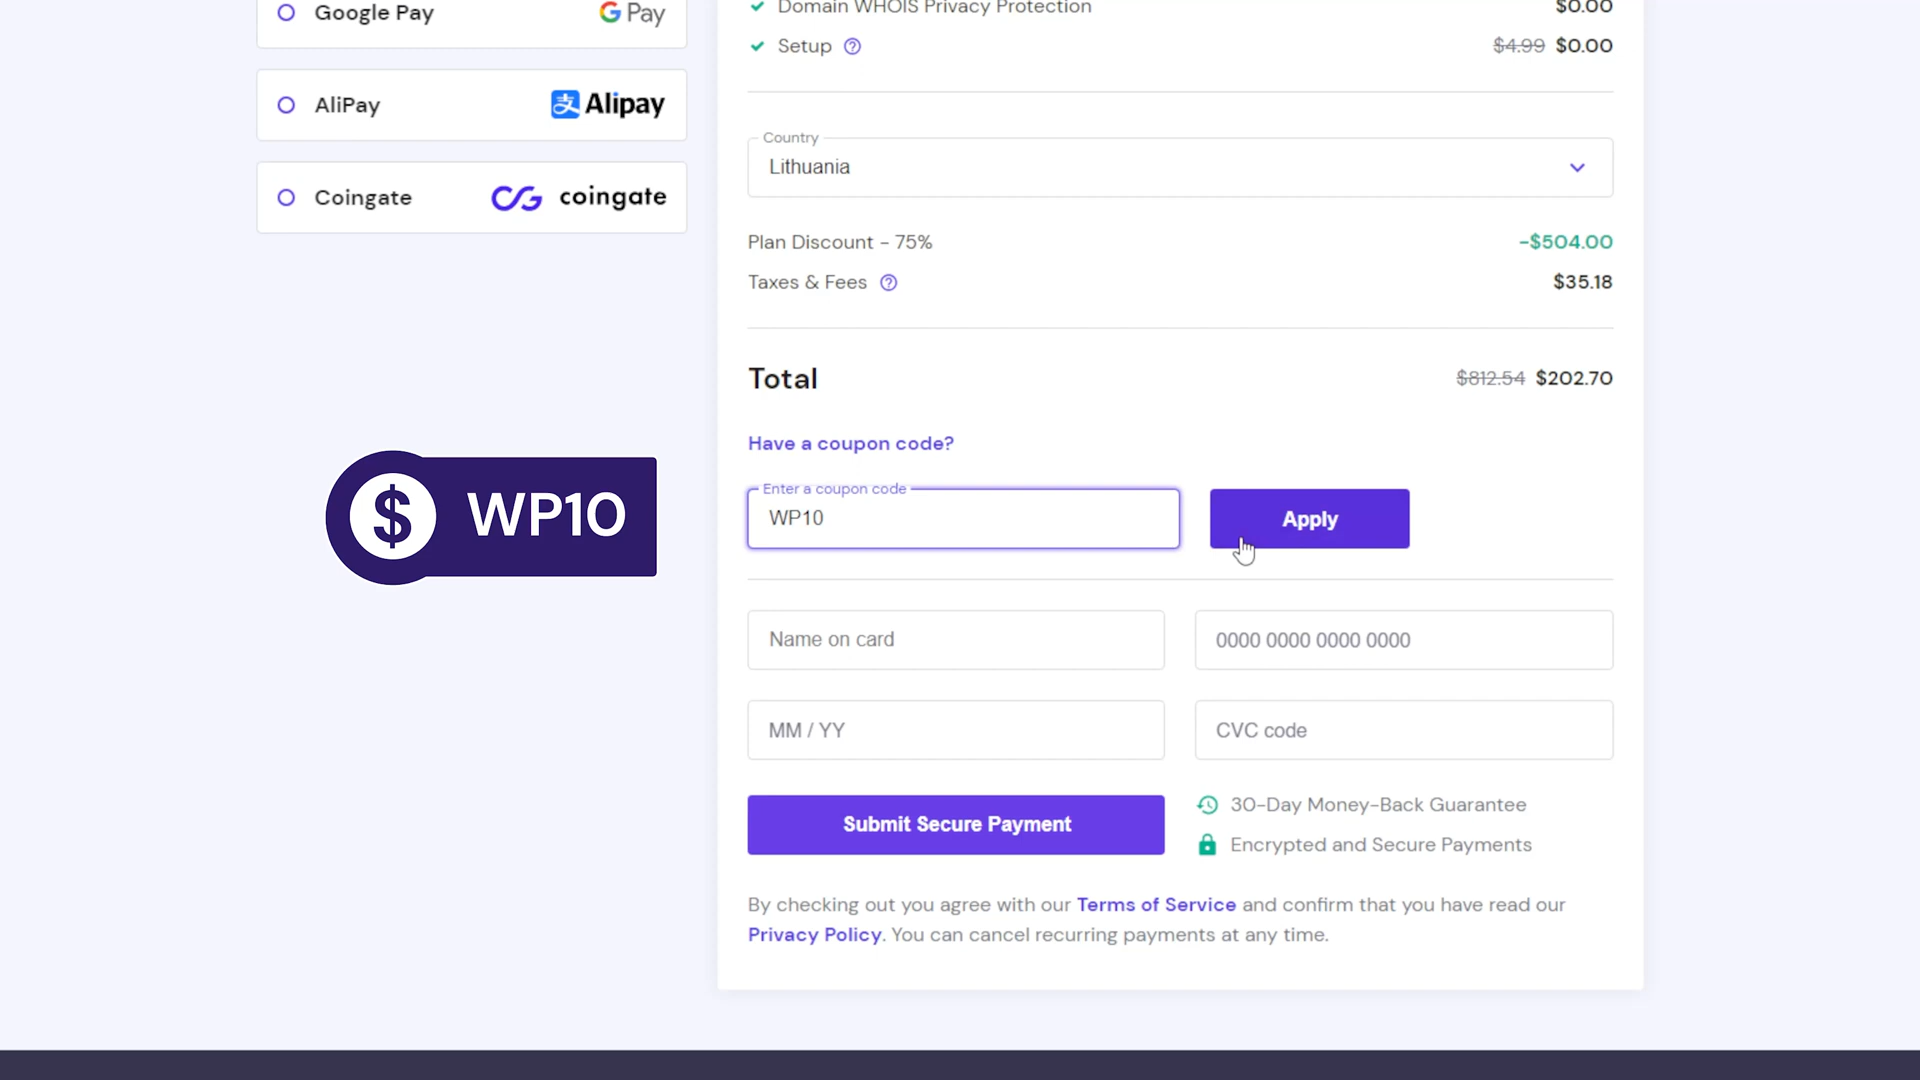 Google Pay
G Pay
AliPay
支 Alipay
Coingate
CG coingate
Domain WHOIS Privacy Protection $0.00
Setup ? $4.99 $0.00
Country
Lithuania
Plan Discount - 75% -$504.00
Taxes & Fees ? $35.18
Total $812.54 $202.70
Have a coupon code?
Enter a coupon code
WP10
Apply
$ WP10
Name on card
0000 0000 0000 0000
MM / YY
CVC code
Submit Secure Payment
30-Day Money-Back Guarantee
Encrypted and Secure Payments
By checking out you agree with our Terms of Service and confirm that you have read our
Privacy Policy. You can cancel recurring payments at any time.